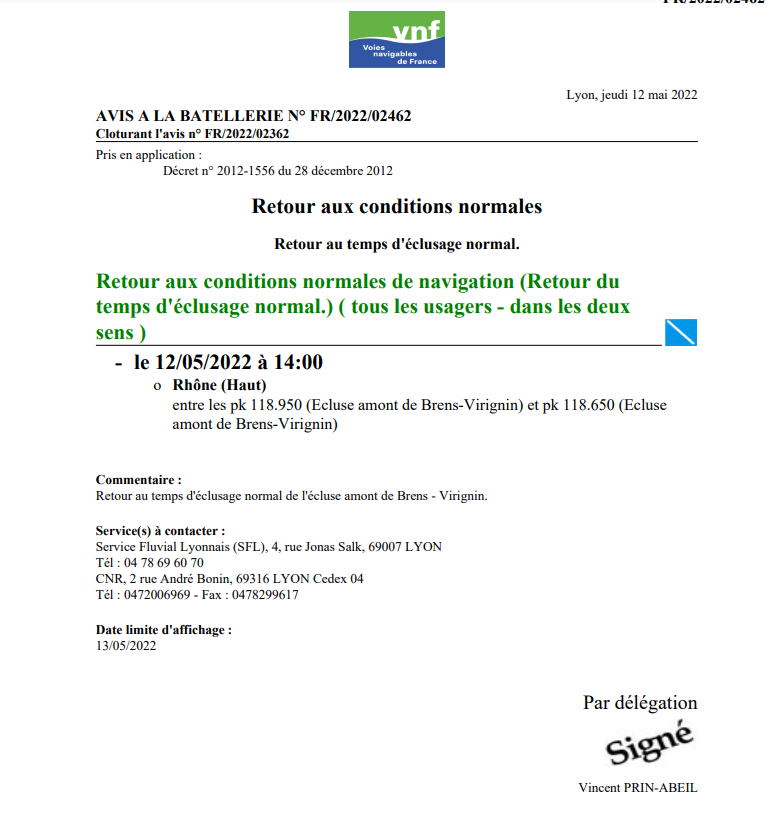 FR/2022/02462
vnf
Voies
navigables
de France
Lyon, jeudi 12 mai 2022
AVIS A LA BATELLERIE N° FR/2022/02462
Cloturant l'avis n° FR/2022/02362
Pris en application :
Décret n° 2012-1556 du 28 décembre 2012
Retour aux conditions normales
Retour au temps d'éclusage normal.
Retour aux conditions normales de navigation (Retour du
temps d'éclusage normal.) ( tous les usagers - dans les deux
sens )
- le 12/05/2022 à 14:00
o Rhône (Haut)
entre les pk 118.950 (Ecluse amont de Brens-Virignin) et pk 118.650 (Ecluse
amont de Brens-Virignin)
Commentaire :
Retour au temps d'éclusage normal de l'écluse amont de Brens - Virignin.
Service(s) à contacter :
Service Fluvial Lyonnais (SFL), 4, rue Jonas Salk, 69007 LYON
Tél : 04 78 69 60 70
CNR, 2 rue André Bonin, 69316 LYON Cedex 04
Tél : 0472006969 - Fax : 0478299617
Date limite d'affichage :
13/05/2022
Par délégation
Signé
Vincent PRIN-ABEIL